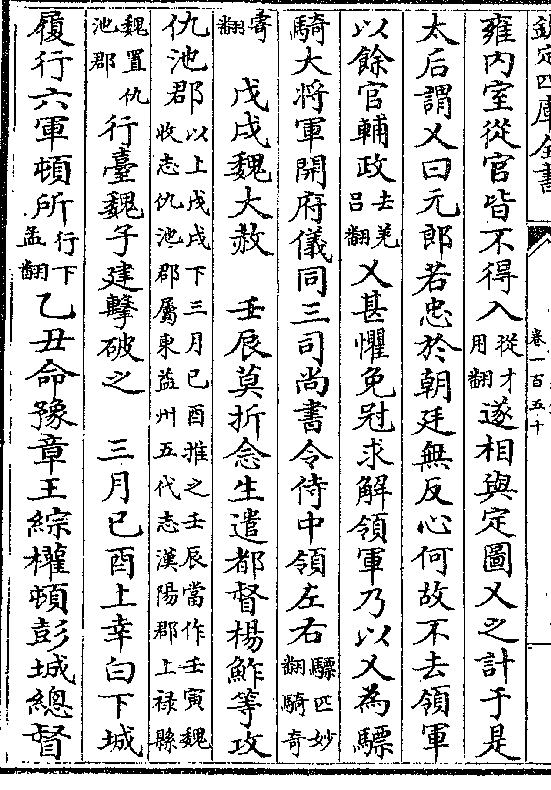 欽定四庫全書
卷一百五十
雍內室從官皆不得入從才用翻遂相與定圖乂之計于是
太后謂乂曰元郎若忠於朝廷無反心何故不去領軍
以餘官輔政去羌呂翻乂甚懼免冠求解領軍乃以乂為驃
騎大將軍開府儀同三司尚書令侍中領左右驃匹妙翻騎奇
寄翻 戊戌魏大赦 壬辰莫折念生遣都督楊鮓等攻
仇池郡以上戊戌下三月己酉推之壬辰當作壬寅魏收志仇池郡屬東益州五代志漢陽郡上祿縣
魏置仇池郡行臺魏子建擊破之 三月己酉上幸白下城
履行六軍頓所行下孟翻乙丑命豫章王綜權頓彭城總督